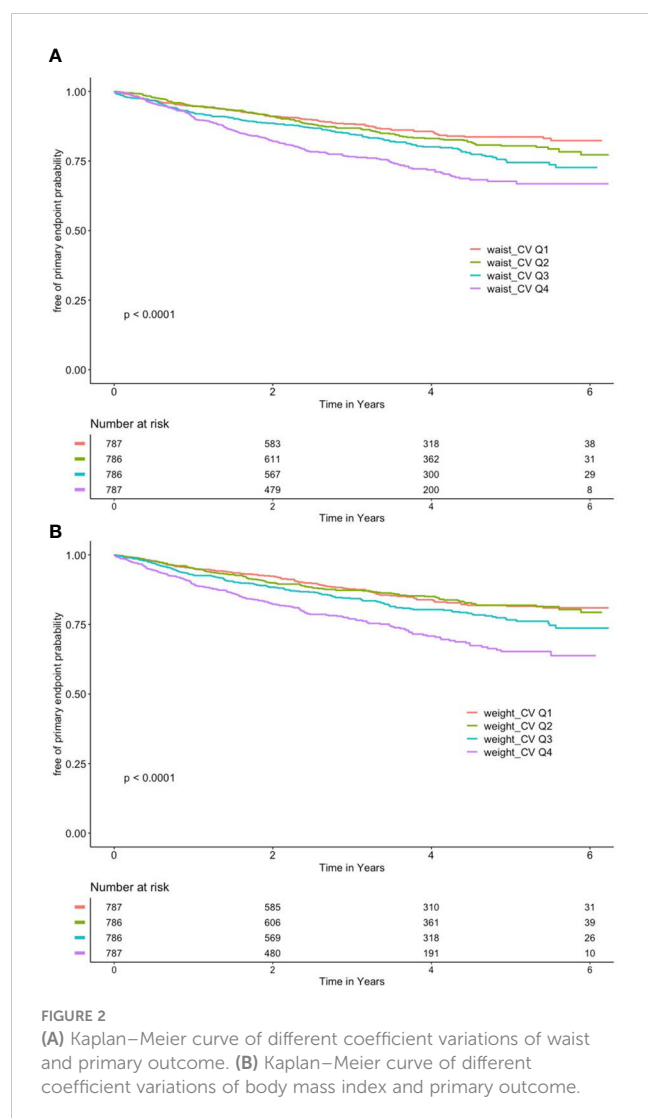 A
1.00
0.75
0.50
0.25
0.00
free of primary endpoint prabability
waist_CV Q1
waist_CV Q2
waist_CV Q3
waist_CV Q4
p < 0.0001
0 2 4 6
Time in Years
Number at risk
787 583 318 38
786 611 362 31
786 567 300 29
787 479 200 8
0 2 4 6
Time in Years
B
1.00
0.75
0.50
0.25
0.00
free of primary endpoint prabability
weight_CV Q1
weight_CV Q2
weight_CV Q3
weight_CV Q4
p < 0.0001
0 2 4 6
Time in Years
Number at risk
787 585 310 31
786 606 361 39
786 569 318 26
787 480 191 10
0 2 4 6
Time in Years
FIGURE 2
(A) Kaplan–Meier curve of different coefficient variations of waist
and primary outcome. (B) Kaplan–Meier curve of different
coefficient variations of body mass index and primary outcome.